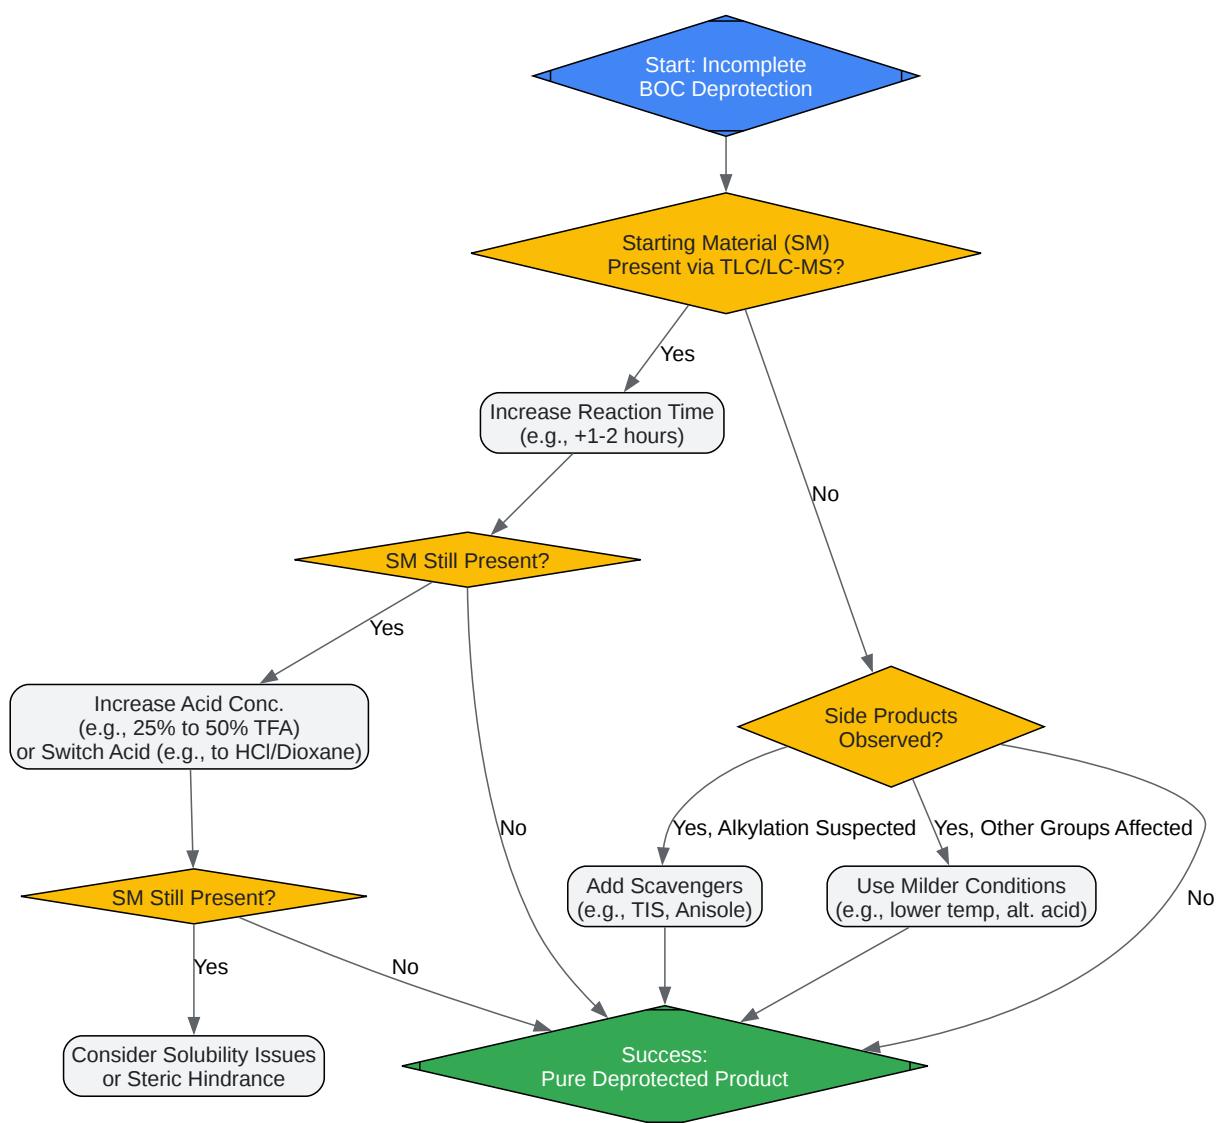 Start: Incomplete
BOC Deprotection
Starting Material (SM)
Present via TLC/LC-MS?
Yes
Increase Reaction Time
(e.g., +1-2 hours)
No
SM Still Present?
Yes
Increase Acid Conc.
(e.g., 25% to 50% TFA)
or Switch Acid (e.g., to HCl/Dioxane)
Side Products
Observed?
No
Yes, Alkylation Suspected
Yes, Other Groups Affected
No
SM Still Present?
Add Scavengers
(e.g., TIS, Anisole)
Use Milder Conditions
(e.g., lower temp, alt. acid)
Yes
No
Consider Solubility Issues
or Steric Hindrance
Success:
Pure Deprotected Product